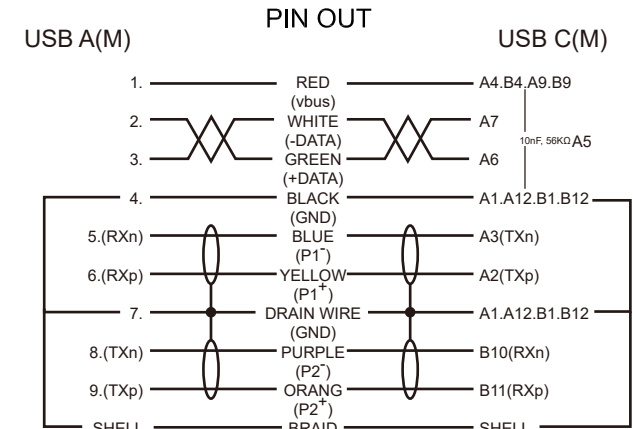 PIN OUT
USB A(M) USB C(M)
1. RED A4.B4.A9.B9
(vbus)
2. WHITE A7
(-DATA) 10nF, 56KΩ A5
3. GREEN A6
(+DATA)
4. BLACK A1.A12.B1.B12
(GND)
5.(RXn) BLUE A3(TXn)
(P1-)
6.(RXp) YELLOW A2(TXp)
(P1+)
7. DRAIN WIRE A1.A12.B1.B12
(GND)
8.(TXn) PURPLE B10(RXn)
(P2-)
9.(TXp) ORANG B11(RXp)
(P2+)
SHELL BRAID SHELL